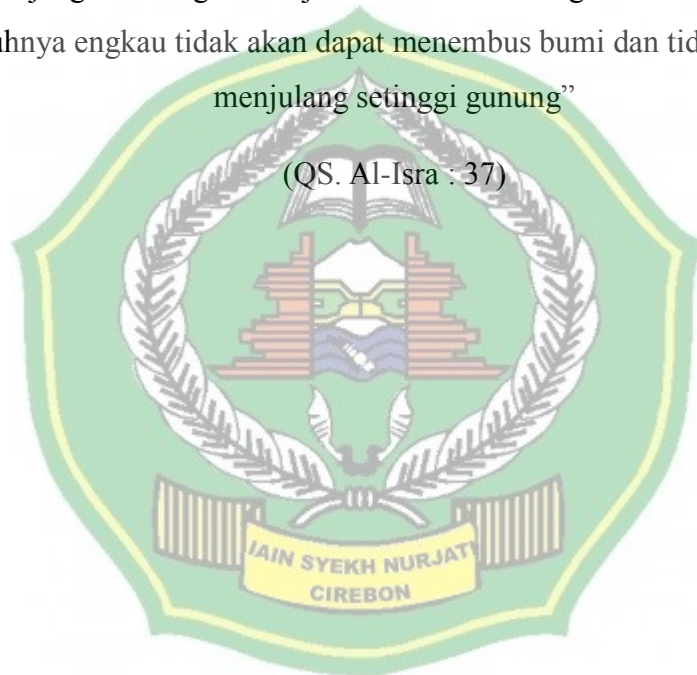 uhnya engkau tidak akan dapat menembus bumi dan tid
menjulang setinggi gunung”
(QS. Al-Isra : 37)
IAIN SYEKH NURJATI
CIREBON